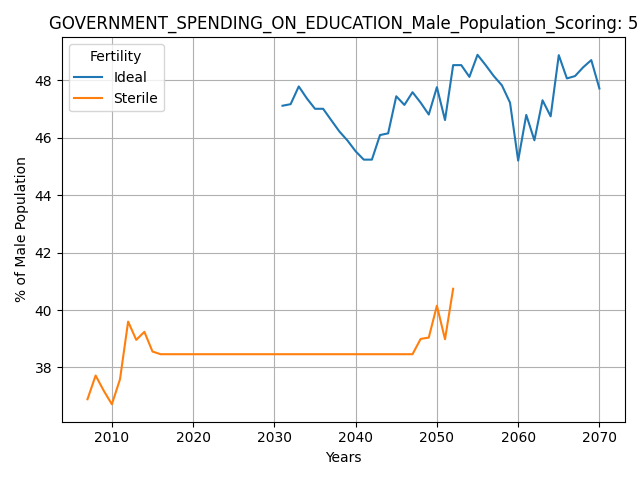 GOVERNMENT_SPENDING_ON_EDUCATION_Male_Population_Scoring: 5
Fertility
Ideal
Sterile
% of Male Population
48
46
44
42
40
38
2010 2020 2030 2040 2050 2060 2070
Years